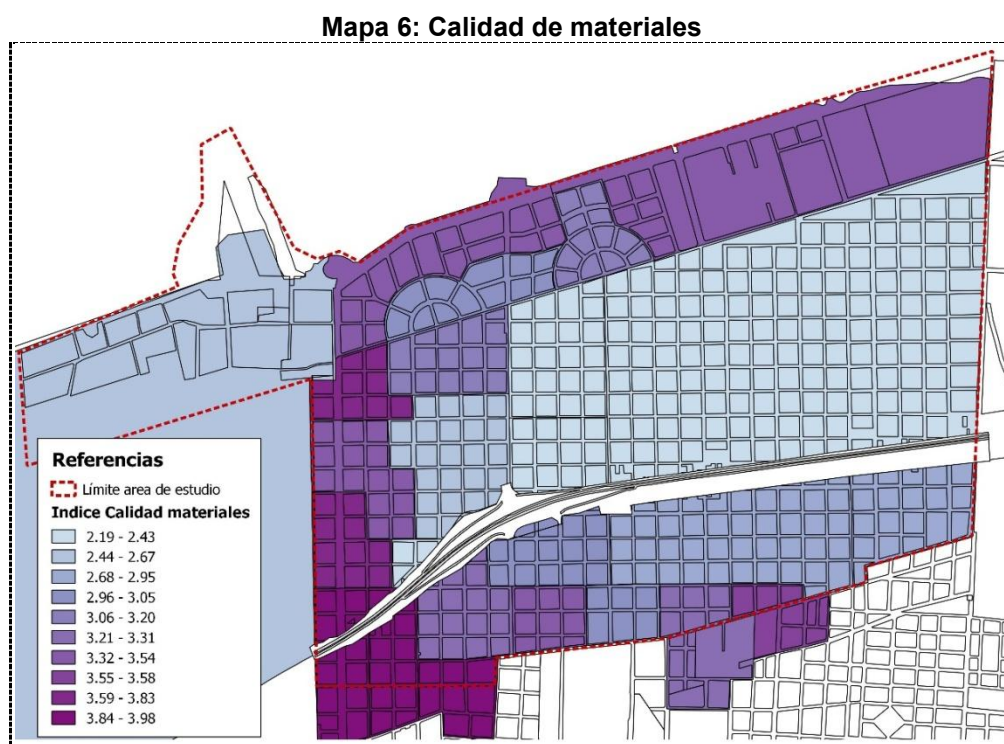 Mapa 6: Calidad de materiales
Referencias
Límite area de estudio
Indice Calidad materiales
2.19 - 2.43
2.44 - 2.67
2.68 - 2.95
2.96 - 3.05
3.06 - 3.20
3.21 - 3.31
3.32 - 3.54
3.55 - 3.58
3.59 - 3.83
3.84 - 3.98